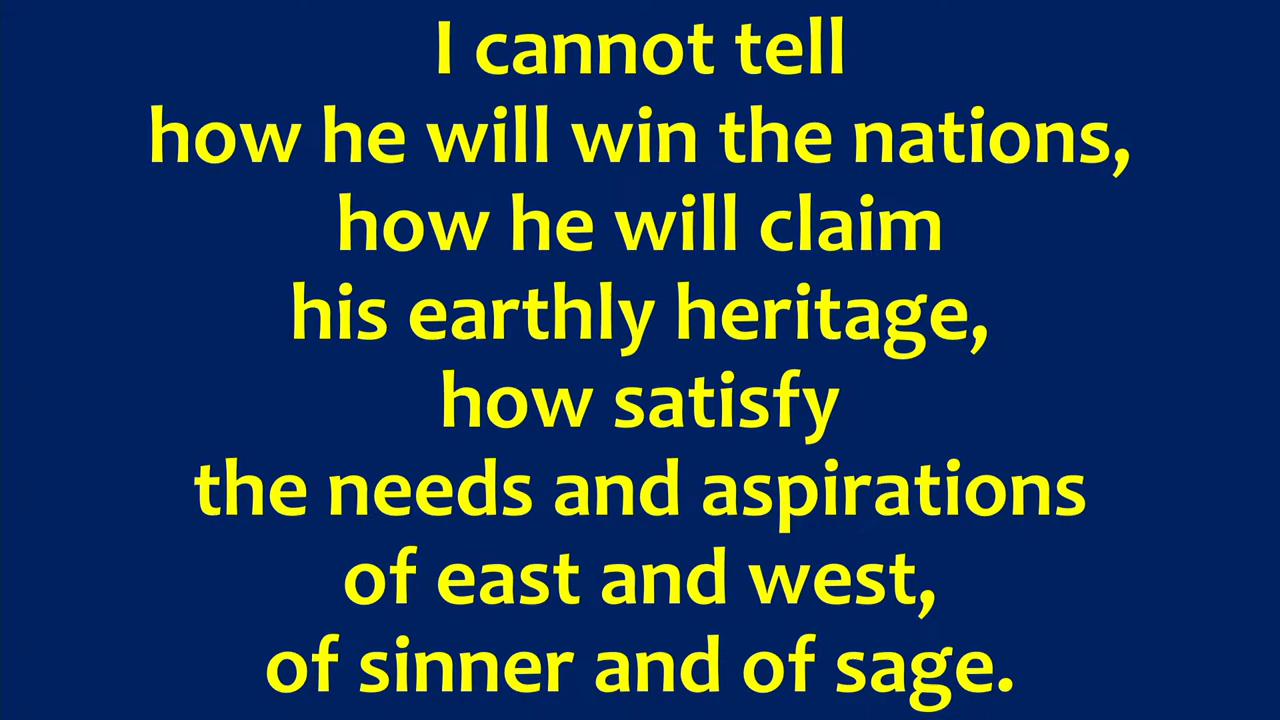 I cannot tell
how he will win the nations,
how he will claim
his earthly heritage,
how satisfy
the needs and aspirations
of east and west,
of sinner and of sage.